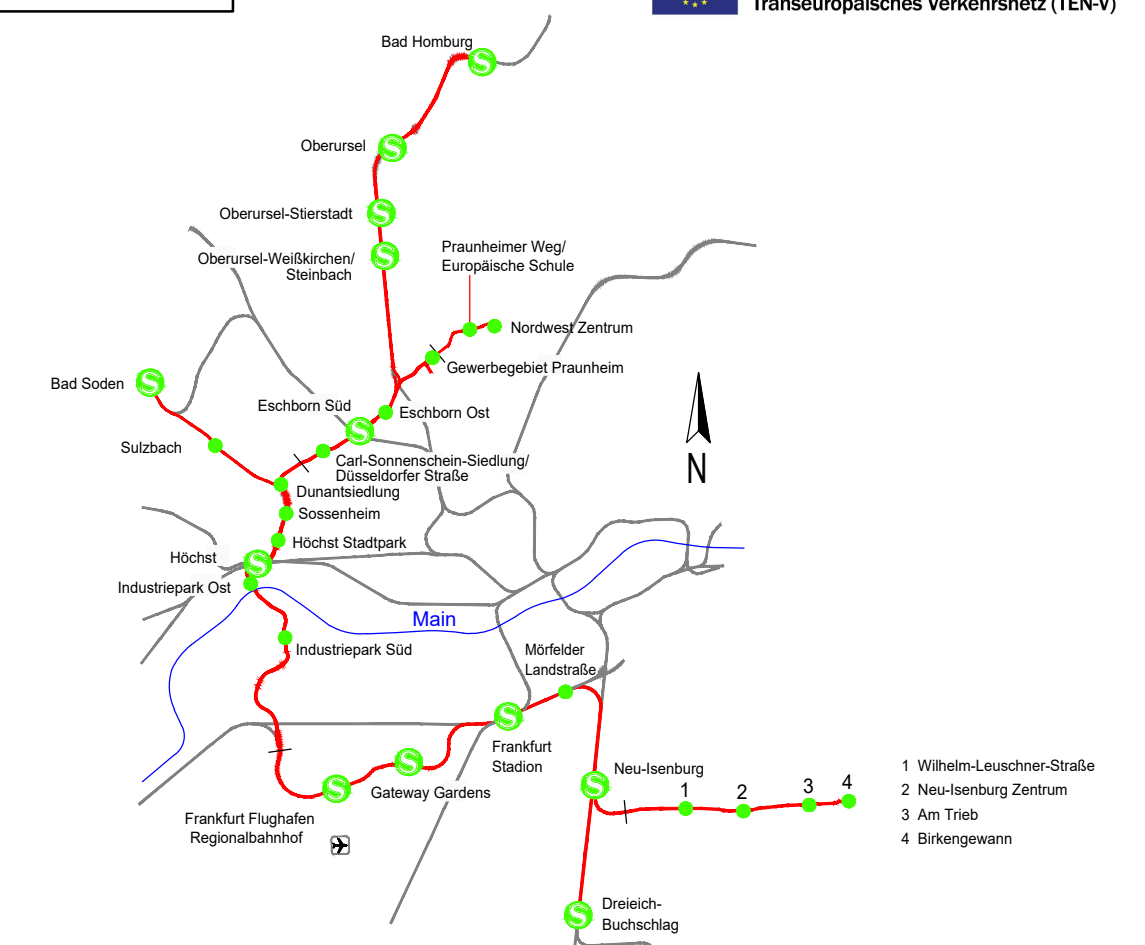 Transeuropäisches Verkehrsnetz (TEN-V)
Bad Homburg
Oberursel
Oberursel-Stierstadt
Oberursel-Weißkirchen/
Steinbach
Praunheimer Weg/
Europäische Schule
Nordwest Zentrum
Gewerbegebiet Praunheim
Bad Soden
Eschborn Süd
Eschborn Ost
Sulzbach
Carl-Sonnenschein-Siedlung/
Düsseldorfer Straße
Dunantsiedlung
Sossenheim
N
Höchst Stadtpark
Höchst
Industriepark Ost
Main
Industriepark Süd
Mörfelder
Landstraße
Frankfurt
Stadion
Neu-Isenburg
Gateway Gardens
1 2 3 4
Frankfurt Flughafen
Regionalbahnhof
1 Wilhelm-Leuschner-Straße
2 Neu-Isenburg Zentrum
3 Am Trieb
4 Birkengewann
Dreieich-
Buchschlag